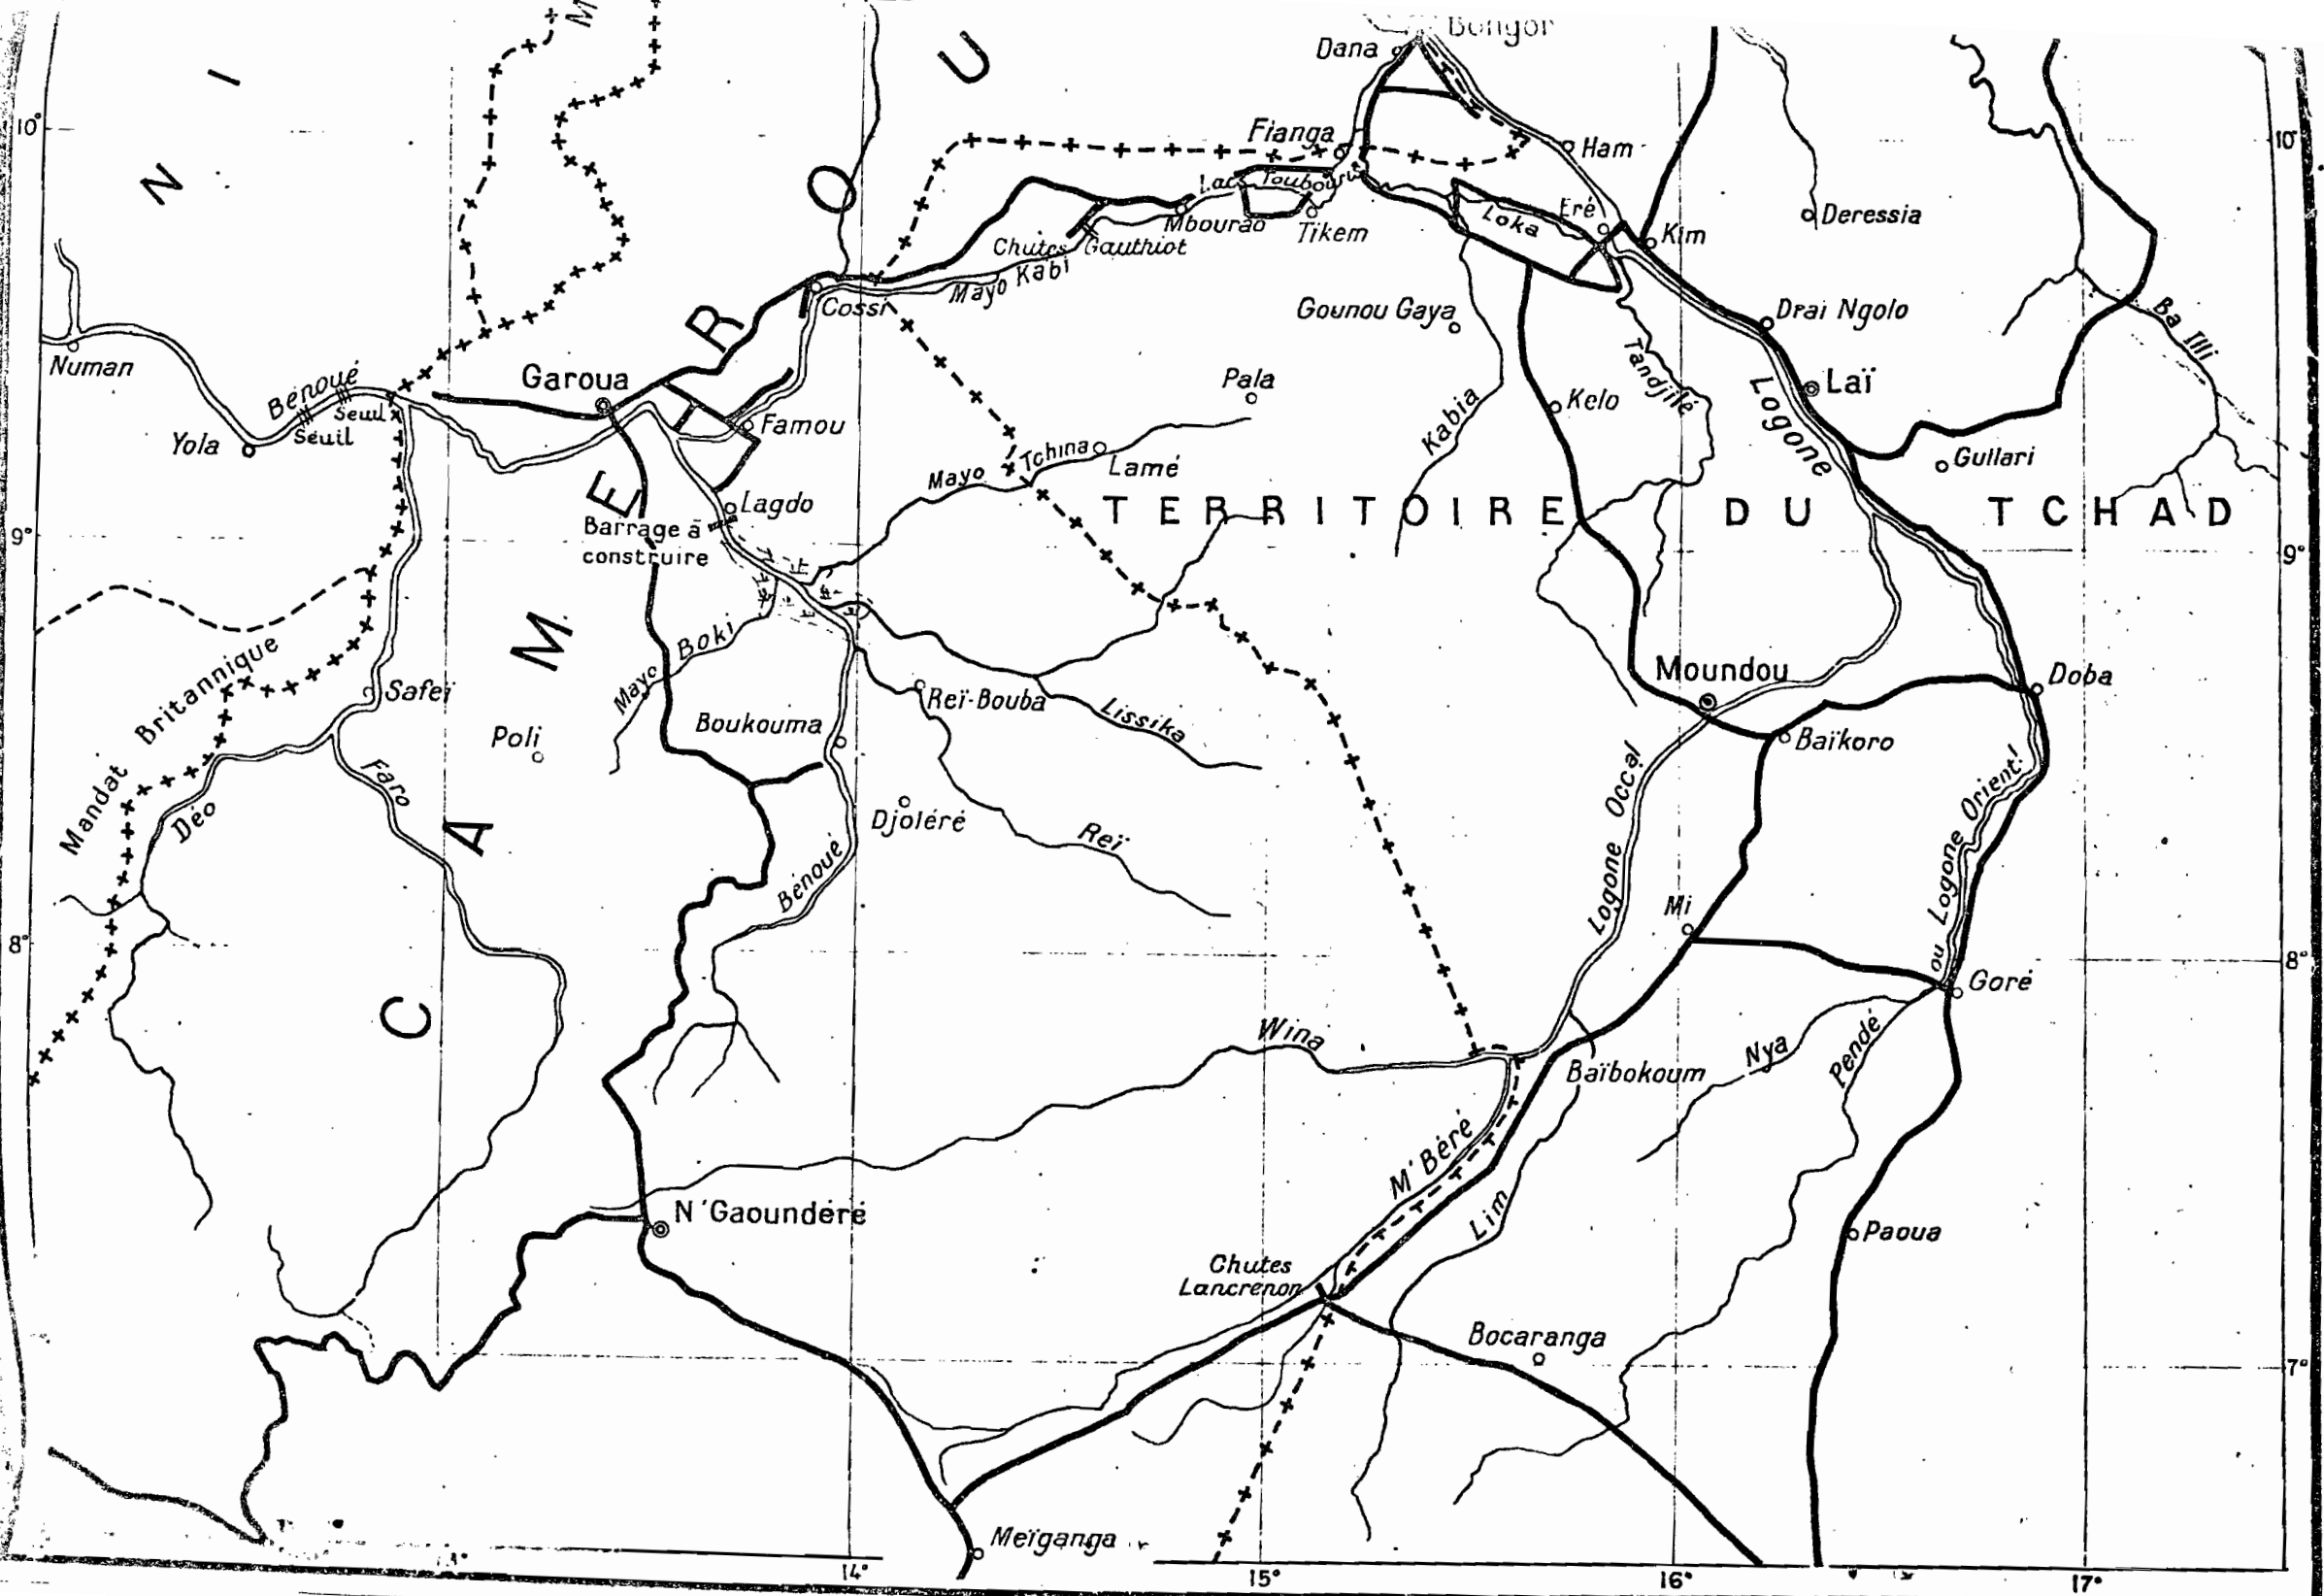 Bongor
Dana
10°
10°
Fianga
Ham
N I
CAMEROU
Lacs Toubouri
Mbourao
Tikem
Loka
Eré
Kim
Deressia
Chutes Gauthiot
Mayo Kabi
Cossi
Gounou Gaya
Drai Ngolo
Ba Illi
Numan
Bénoué
Seuil
Seuil
Garoua
Famou
Pala
Kabia
Kelo
Tandjilé
Logone
Laï
Yola
Mayo Tchina
Lamé
Gullari
Lagdo
TERRITOIRE DU TCHAD
Barrage à
construire
9°
9°
Mayo Boki
Mandat Britannique
Safeï
Poli
Boukouma
Reï-Bouba
Lissika
Moundou
Doba
Baïkoro
Déo
Faro
Djoléré
Reï
Bénoué
Logone Occal
ou Logone Orient!
Mi
8°
8°
Goré
Wina
Baïbokoum
Nya
Pendé
M'Béré
Lim
N'Gaoundéré
Paoua
Chutes
Lancrenon
Bocaranga
7°
Meïganga
14°
15°
16°
17°